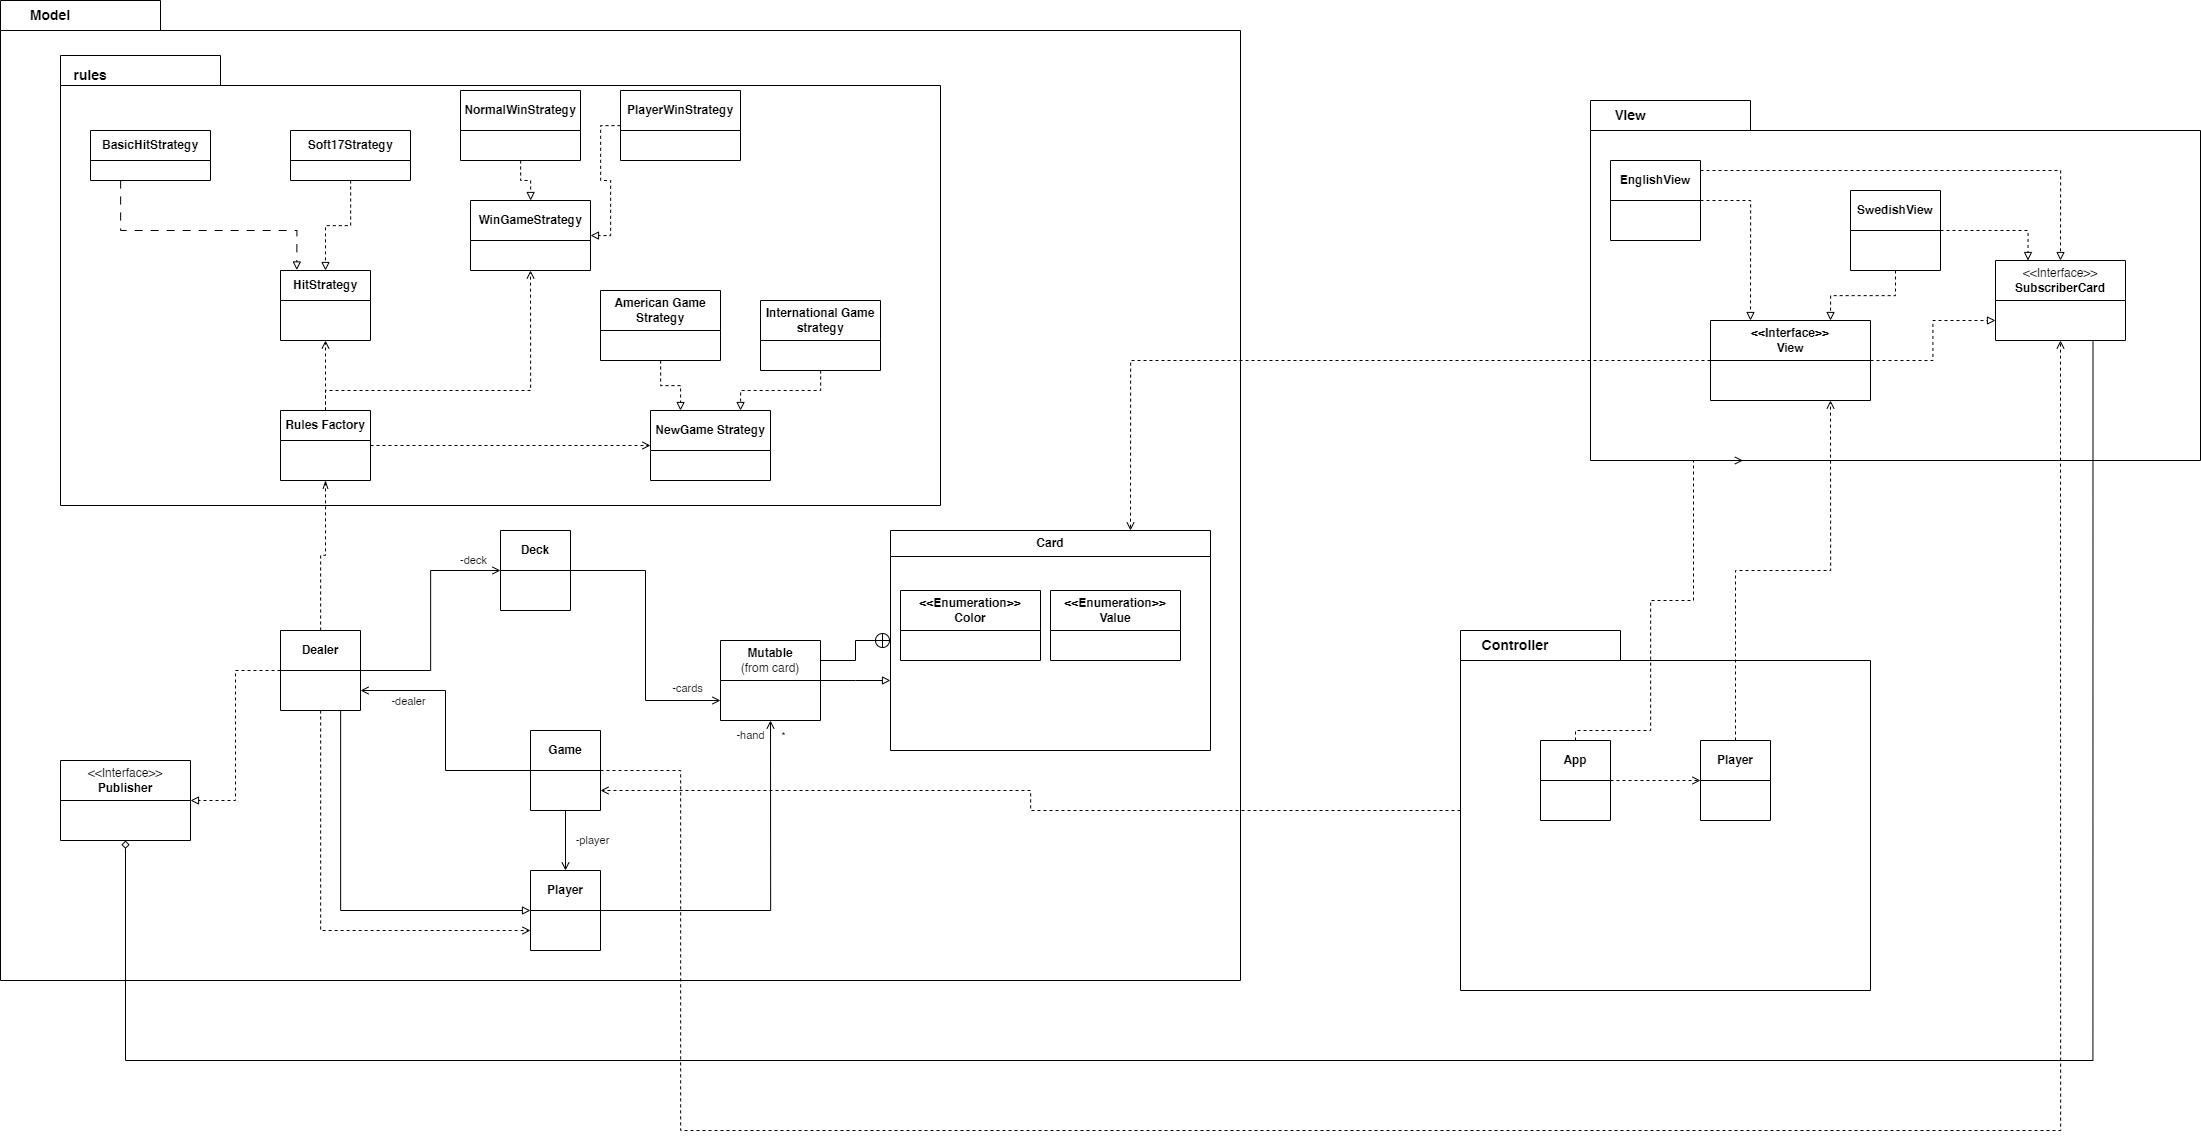 Model
rules
NormalWinStrategy
PlayerWinStrategy
BasicHitStrategy
Soft17Strategy
WinGameStrategy
HitStrategy
American Game
Strategy
International Game
strategy
Rules Factory
NewGame Strategy
VIew
EnglishView
SwedishView
<<Interface>>
SubscriberCard
<<Interface>>
View
-deck
Deck
Card
<<Enumeration>>
Color
<<Enumeration>>
Value
Dealer
Mutable
(from card)
-cards
-dealer
-hand
*
Game
<<Interface>>
Publisher
-player
Player
Controller
App
Player